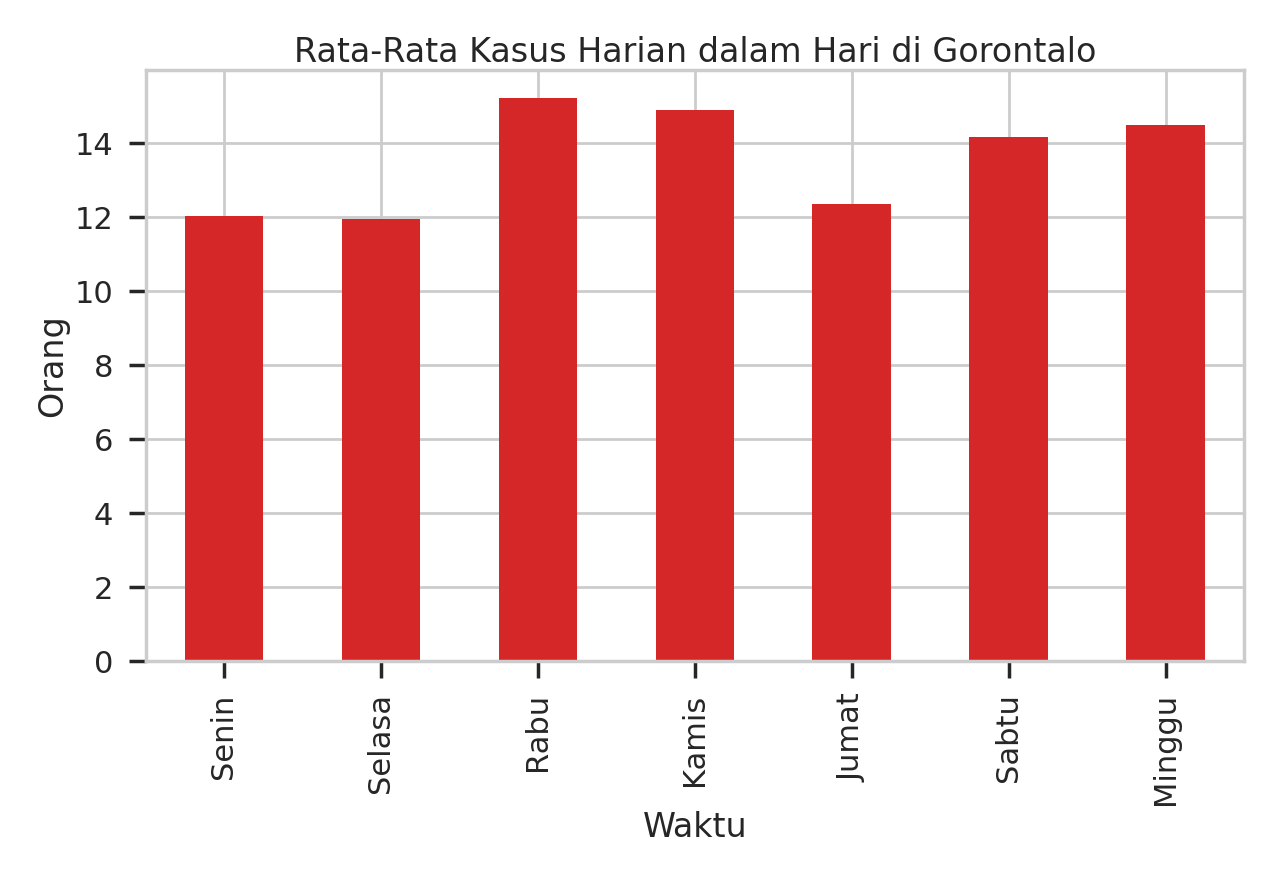 Rata-Rata Kasus Harian dalam Hari di Gorontalo
Orang
14
12
10
8
6
4
2
0
Senin
Selasa
Rabu
Kamis
Jumat
Sabtu
Minggu
Waktu